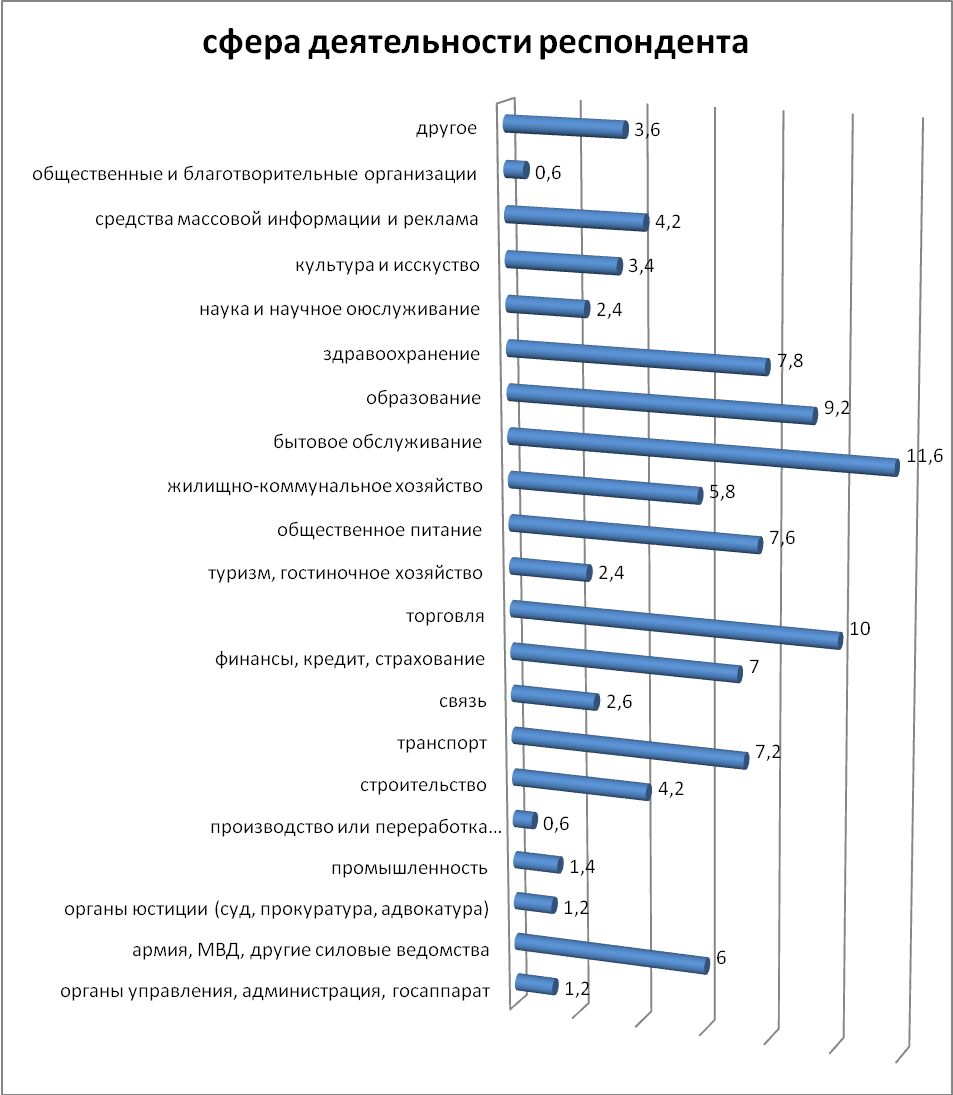 сфера деятельности респондента
другое 3,6
общественные и благотворительные организации 0,6
средства массовой информации и реклама 4,2
культура и исскуство 3,4
наука и научное оюслуживание 2,4
здравоохранение 7,8
образование 9,2
бытовое обслуживание 11,6
жилищно-коммунальное хозяйство 5,8
общественное питание 7,6
туризм, гостиночное хозяйство 2,4
торговля 10
финансы, кредит, страхование 7
связь 2,6
транспорт 7,2
строительство 4,2
производство или переработка... 0,6
промышленность 1,4
органы юстиции (суд, прокуратура, адвокатура) 1,2
армия, МВД, другие силовые ведомства 6
органы управления, администрация, госаппарат 1,2